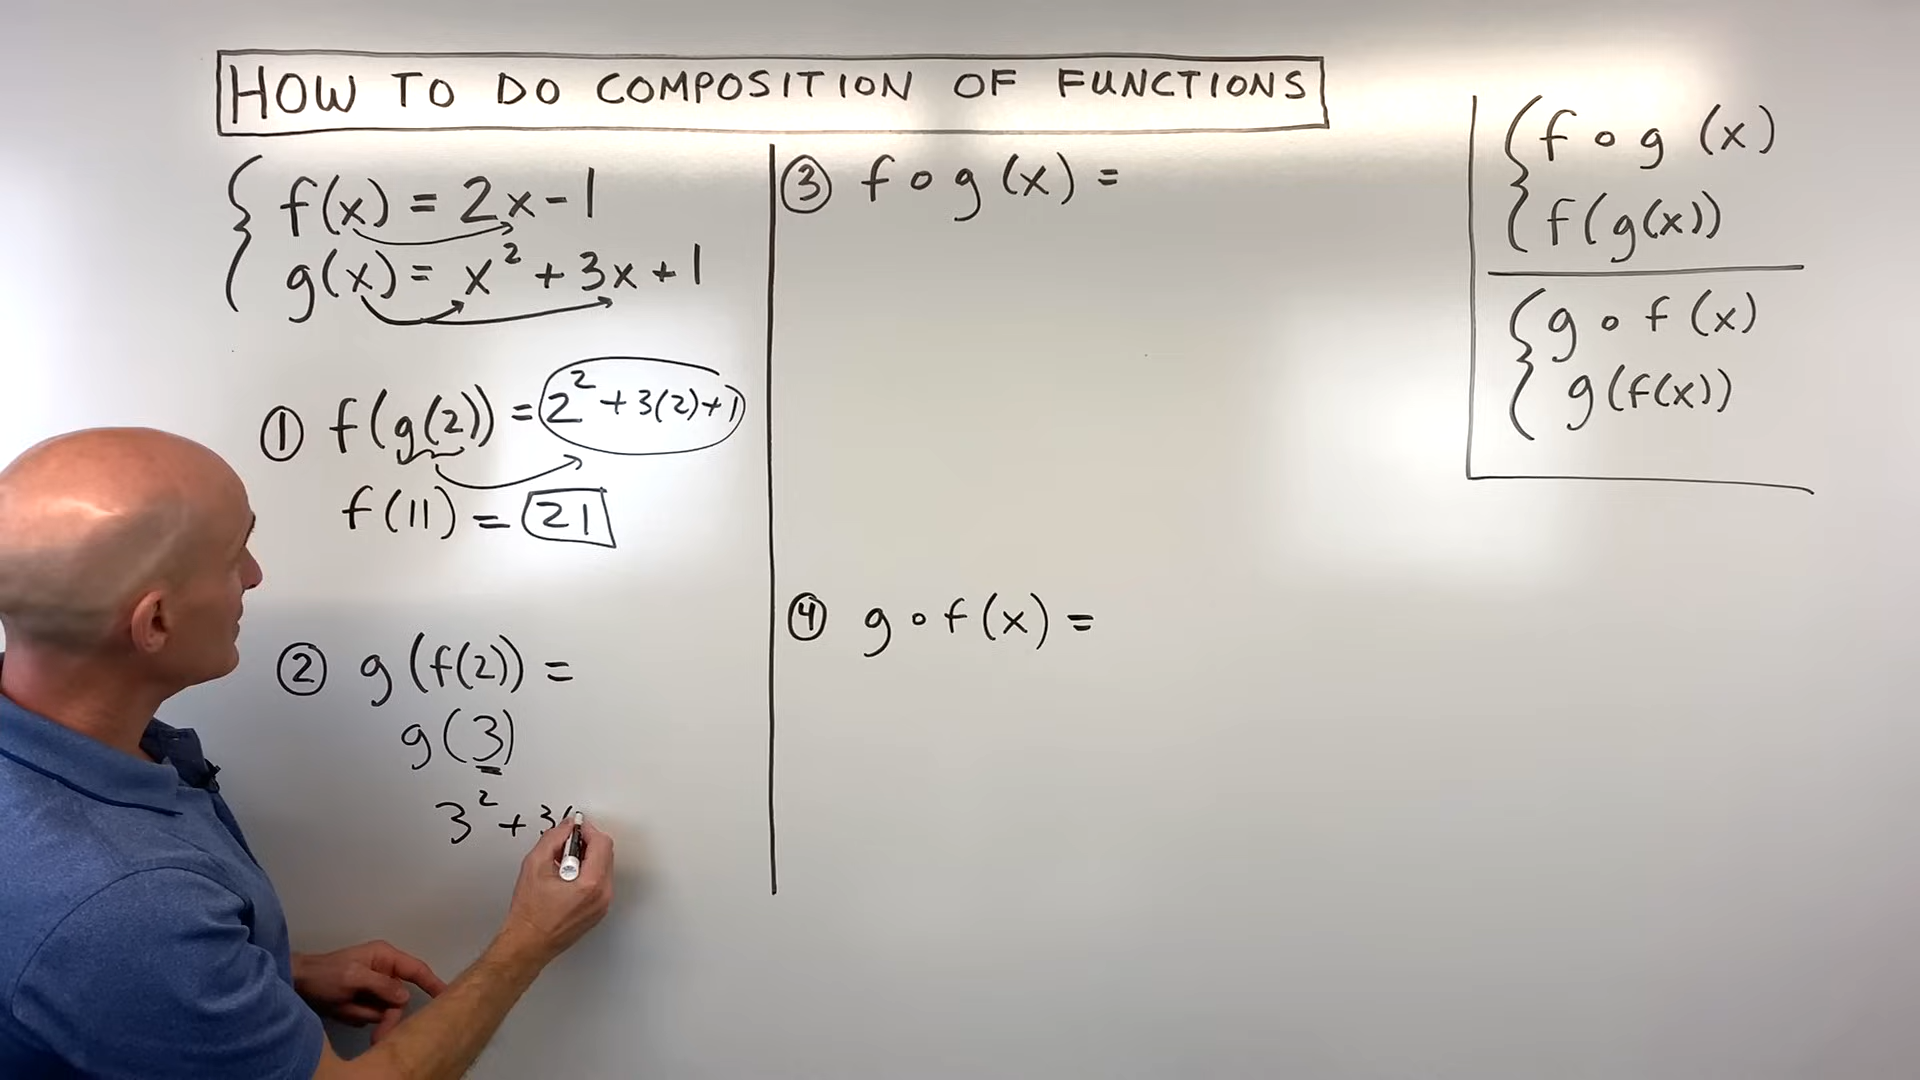 HOW TO DO COMPOSITION OF FUNCTIONS
f(x) = 2x - 1
g(x) = x² + 3x + 1
① f(g(2)) = 2² + 3(2) + 1
f(11) = 21
② g(f(2)) =
g(3)
3² + 3(
③ f ∘ g (x) =
④ g ∘ f (x) =
f ∘ g (x)
f(g(x))
g ∘ f (x)
g(f(x))